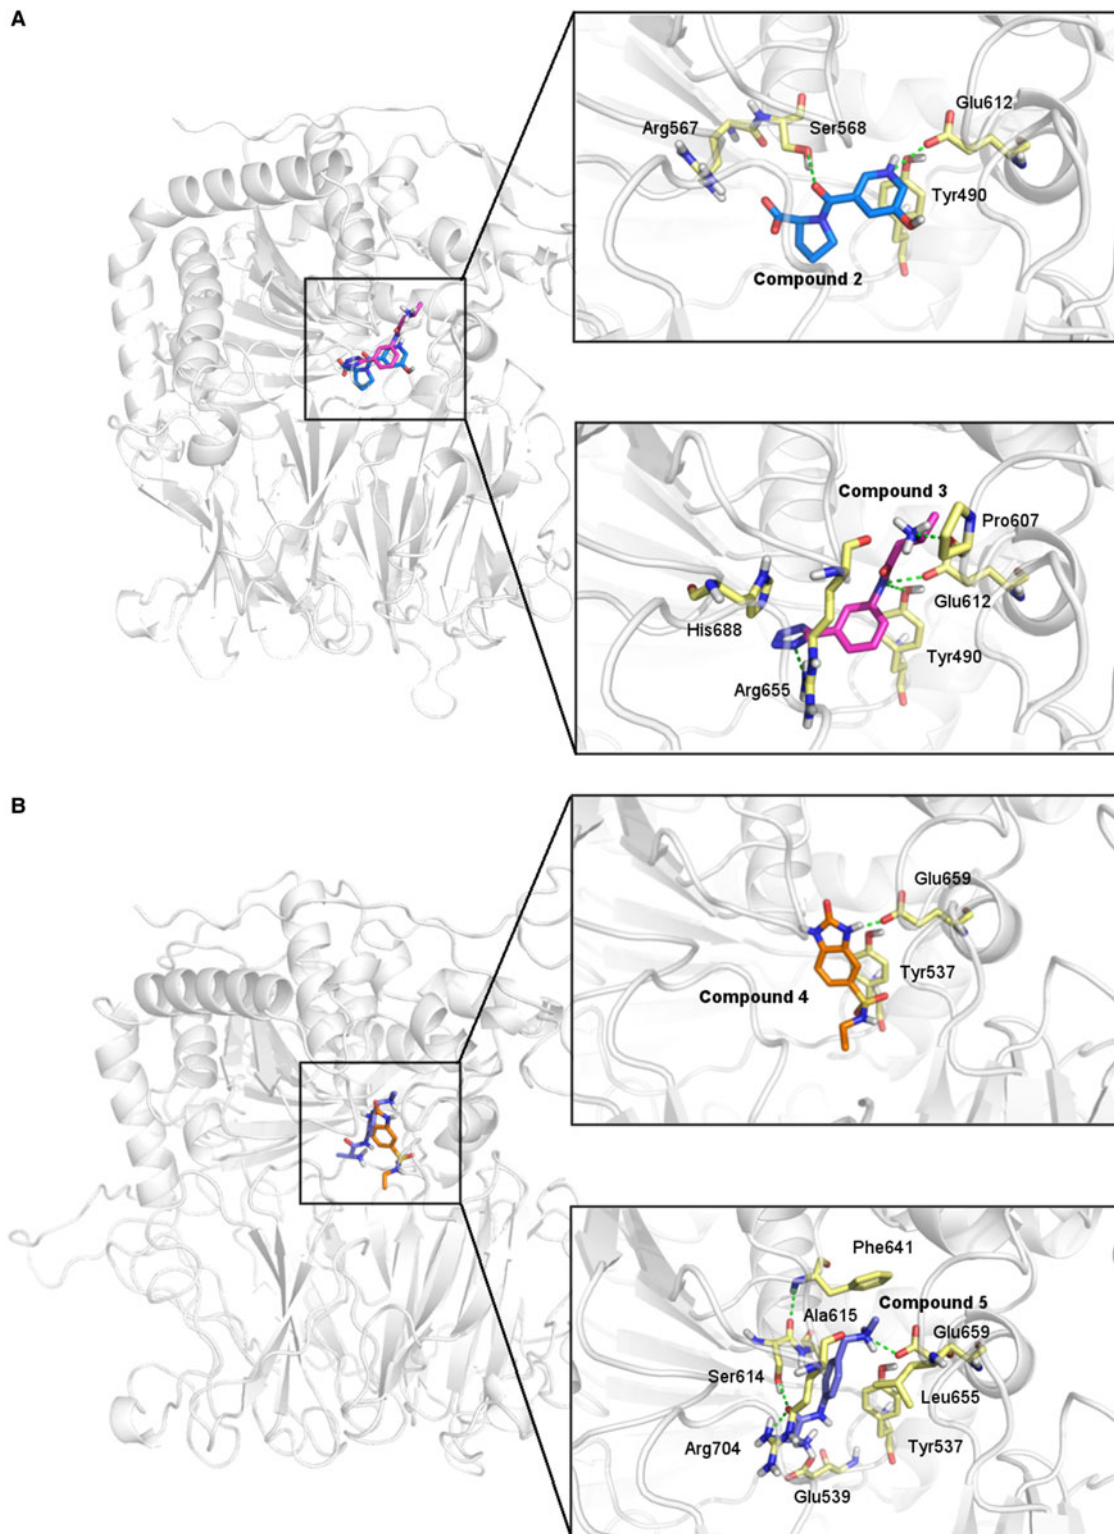 A
Glu612
Arg567
Ser568
Tyr490
Compound 2
Compound 3
Pro607
Glu612
His688
Tyr490
Arg655
B
Glu659
Tyr537
Compound 4
Phe641
Ala615
Compound 5
Glu659
Ser614
Leu655
Arg704
Tyr537
Glu539